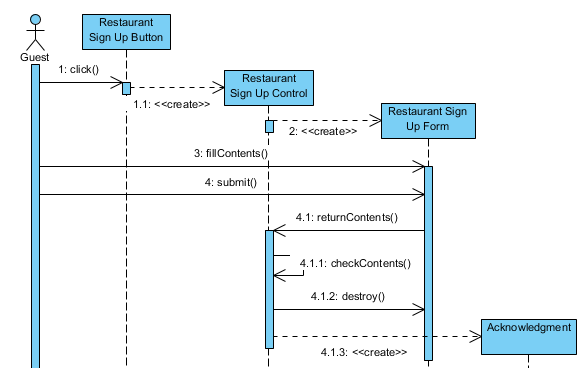 Restaurant
Sign Up Button
Guest
1: click()
Restaurant
Sign Up Control
1.1: <<create>>
Restaurant Sign
Up Form
2: <<create>>
3: fillContents()
4: submit()
4.1: returnContents()
4.1.1: checkContents()
4.1.2: destroy()
Acknowledgment
4.1.3: <<create>>